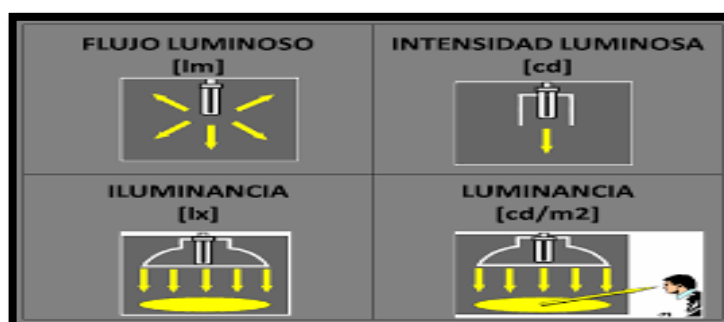 FLUJO LUMINOSO
[lm]
INTENSIDAD LUMINOSA
[cd]
ILUMINANCIA
[lx]
LUMINANCIA
[cd/m2]